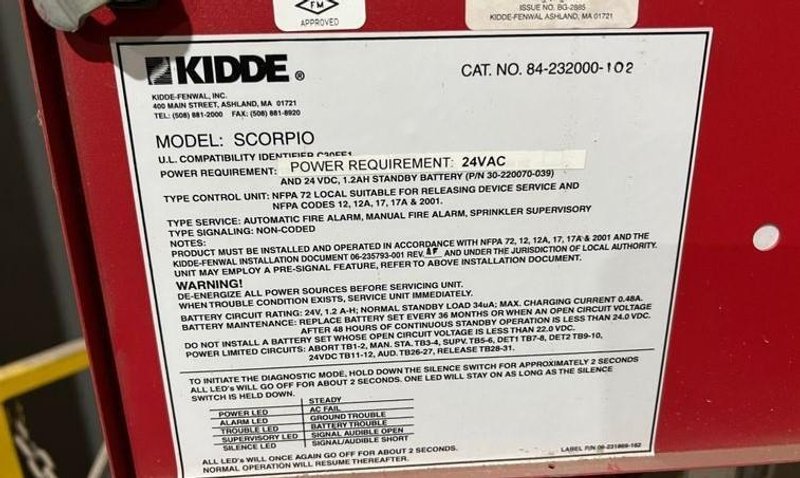 FM
APPROVED
ISSUE NO. BG-2885
KIDDE-FENWAL ASHLAND, MA 01721
KIDDE ®
CAT. NO. 84-232000-102
KIDDE-FENWAL, INC.
400 MAIN STREET, ASHLAND, MA 01721
TEL: (508) 881-2000 FAX: (508) 881-8920
MODEL: SCORPIO
U.L. COMPATIBILITY IDENTIFIER
POWER REQUIREMENT: POWER REQUIREMENT: 24VAC
AND 24 VDC, 1.2AH STANDBY BATTERY (P/N 30-220070-039)
TYPE CONTROL UNIT: NFPA 72 LOCAL SUITABLE FOR RELEASING DEVICE SERVICE AND
NFPA CODES 12, 12A, 17, 17A & 2001.
TYPE SERVICE: AUTOMATIC FIRE ALARM, MANUAL FIRE ALARM, SPRINKLER SUPERVISORY
TYPE SIGNALING: NON-CODED
NOTES:
PRODUCT MUST BE INSTALLED AND OPERATED IN ACCORDANCE WITH NFPA 72, 12, 12A, 17, 17A & 2001 AND THE
KIDDE-FENWAL INSTALLATION DOCUMENT 06-235793-001 REV. AND UNDER THE JURISDICTION OF LOCAL AUTHORITY.
UNIT MAY EMPLOY A PRE-SIGNAL FEATURE, REFER TO ABOVE INSTALLATION DOCUMENT.
WARNING!
DE-ENERGIZE ALL POWER SOURCES BEFORE SERVICING UNIT.
WHEN TROUBLE CONDITION EXISTS, SERVICE UNIT IMMEDIATELY.
BATTERY CIRCUIT RATING: 24V, 1.2 A-H; NORMAL STANDBY LOAD 34uA; MAX. CHARGING CURRENT 0.48A.
BATTERY MAINTENANCE: REPLACE BATTERY SET EVERY 36 MONTHS OR WHEN AN OPEN CIRCUIT VOLTAGE
AFTER 48 HOURS OF CONTINUOUS STANDBY OPERATION IS LESS THAN 24.0 VDC.
DO NOT INSTALL A BATTERY SET WHOSE OPEN CIRCUIT VOLTAGE IS LESS THAN 22.0 VDC.
POWER LIMITED CIRCUITS: ABORT TB1-2, MAN. STA. TB3-4, SUPV. TB5-6, DET1 TB7-8, DET2 TB9-10,
24VDC TB11-12, AUD. TB26-27, RELEASE TB28-31.
TO INITIATE THE DIAGNOSTIC MODE, HOLD DOWN THE SILENCE SWITCH FOR APPROXIMATELY 2 SECONDS
ALL LED's WILL GO OFF FOR ABOUT 2 SECONDS. ONE LED WILL STAY ON AS LONG AS THE SILENCE
SWITCH IS HELD DOWN.
STEADY
POWER LED AC FAIL
ALARM LED GROUND TROUBLE
TROUBLE LED BATTERY TROUBLE
SUPERVISORY LED SIGNAL AUDIBLE OPEN
SILENCE LED SIGNAL/AUDIBLE SHORT
ALL LED's WILL ONCE AGAIN GO OFF FOR ABOUT 2 SECONDS.
NORMAL OPERATION WILL RESUME THEREAFTER.
LABEL P/N 06-231869-162